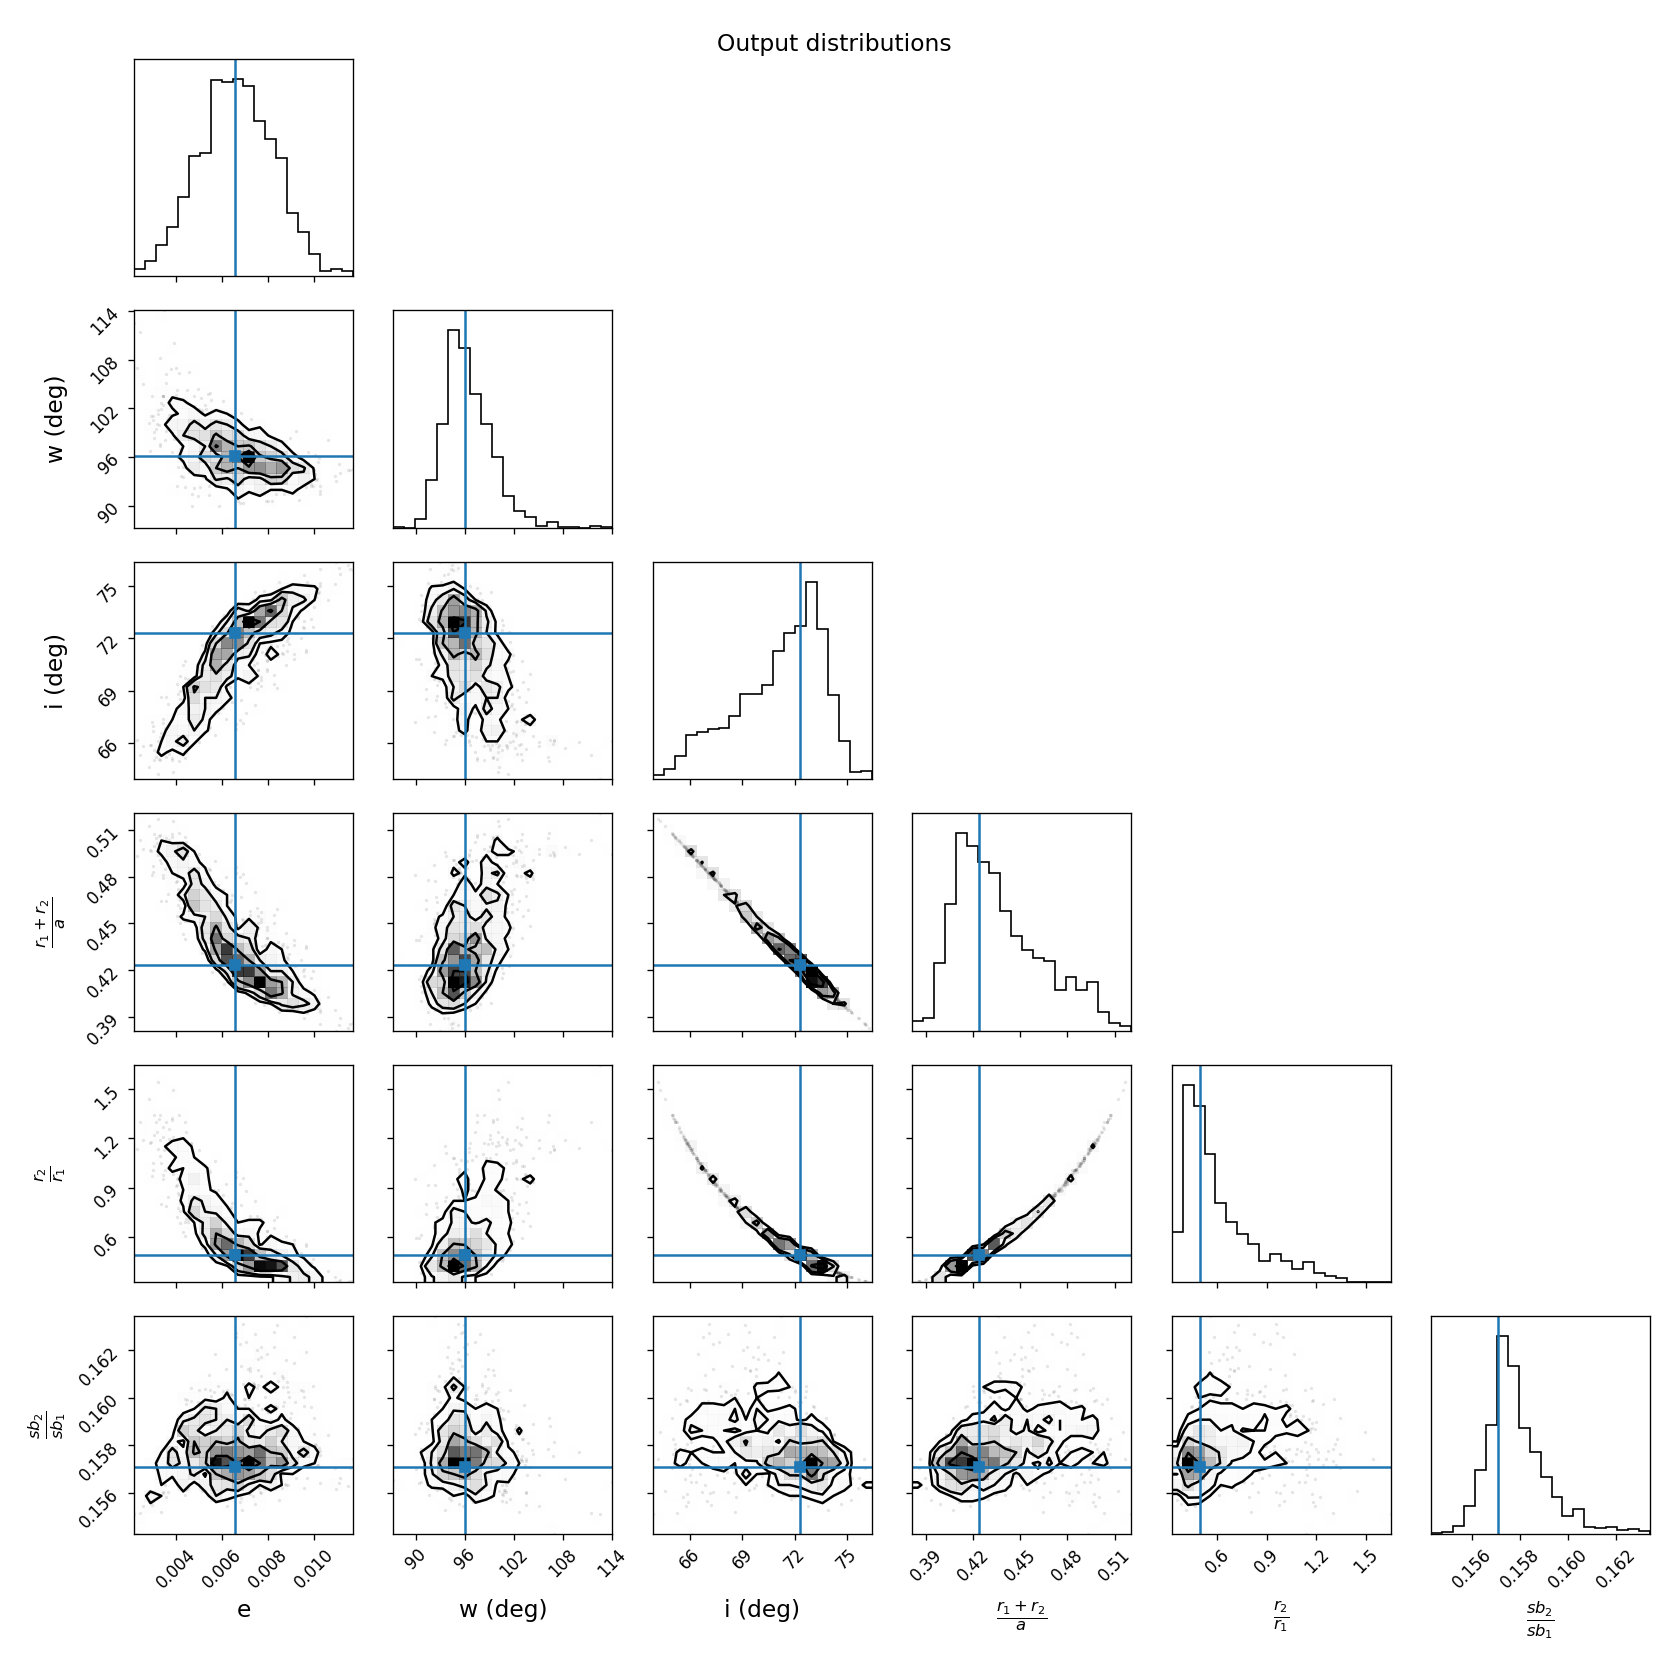 Output distributions
114
108
102
96
90
w (deg)
75
72
69
66
i (deg)
0.51
0.48
0.45
0.42
0.39
r₁ + r₂
a
1.5
1.2
0.9
0.6
r₂
r₁
0.162
0.160
0.158
0.156
sb₂
sb₁
0.004 0.006 0.008 0.010 90 96 102 108 114 66 69 72 75 0.39 0.42 0.45 0.48 0.51 0.6 0.9 1.2 1.5 0.156 0.158 0.160 0.162
e w (deg) i (deg)
r₁ + r₂
a
r₂
r₁
sb₂
sb₁